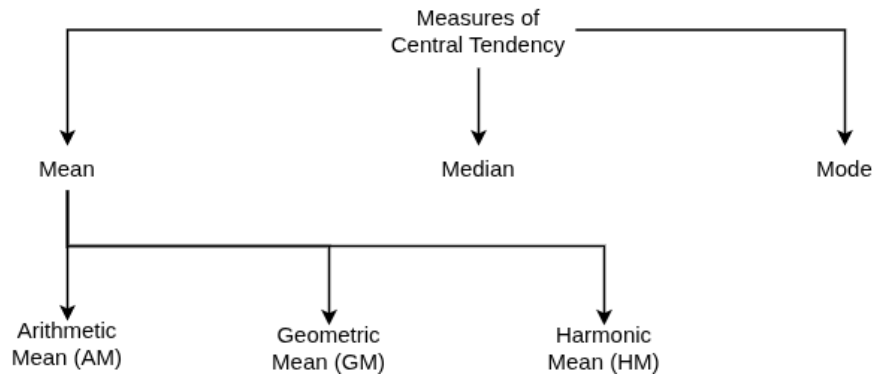 Measures of
Central Tendency
Mean
Median
Mode
Arithmetic
Mean (AM)
Geometric
Mean (GM)
Harmonic
Mean (HM)